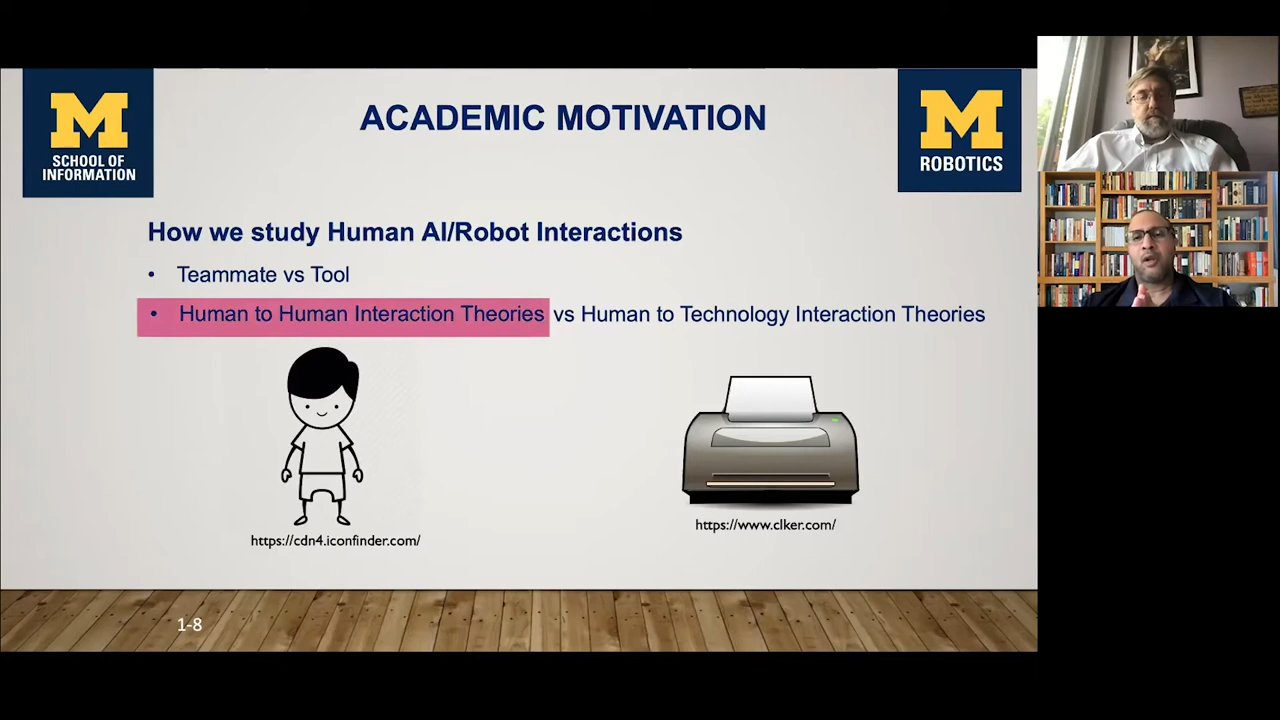 M
SCHOOL OF
INFORMATION
ACADEMIC MOTIVATION
M
ROBOTICS
How we study Human AI/Robot Interactions
• Teammate vs Tool
• Human to Human Interaction Theories vs Human to Technology Interaction Theories
https://cdn4.iconfinder.com/
https://www.clker.com/
1-8